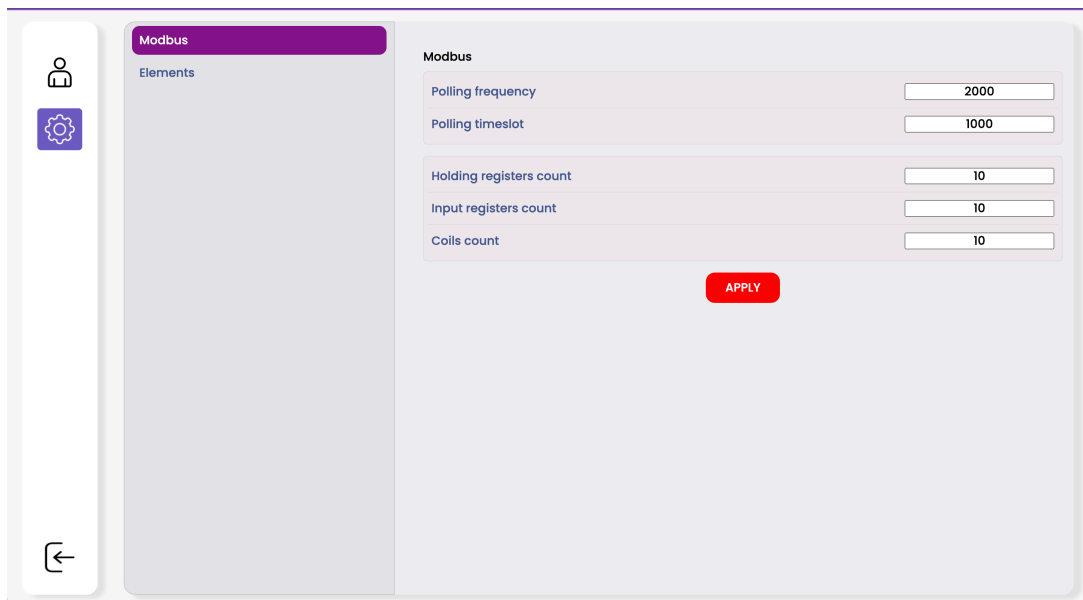 Modbus
Elements
Modbus
Polling frequency 2000
Polling timeslot 1000
Holding registers count 10
Input registers count 10
Coils count 10
APPLY